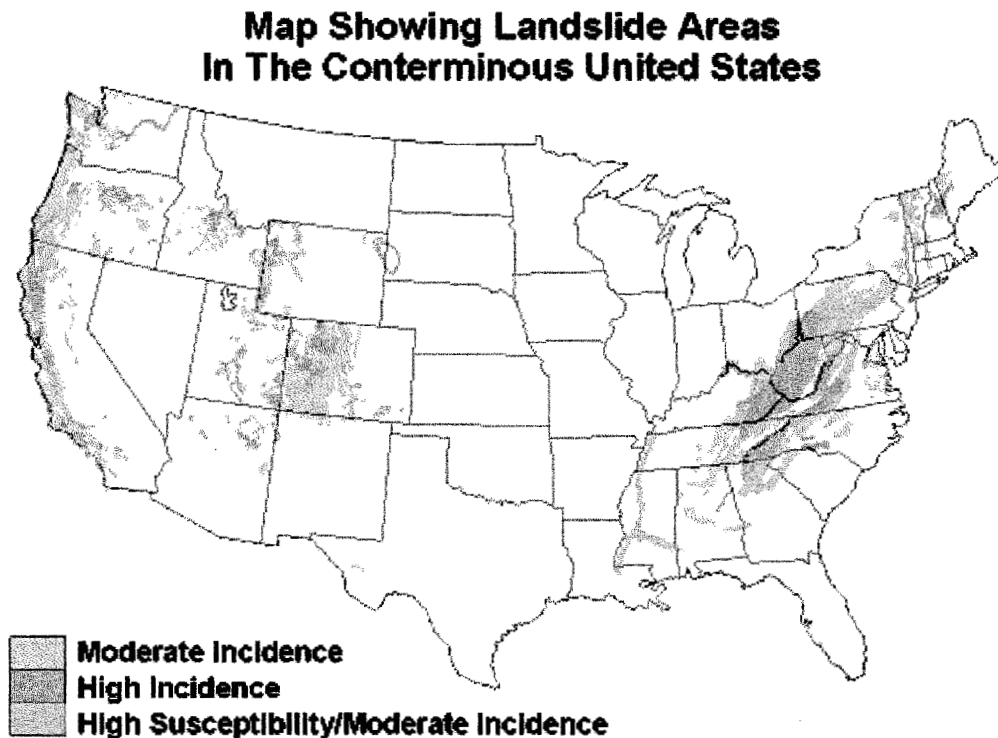 Map Showing Landslide Areas
In The Conterminous United States
Moderate Incidence
High Incidence
High Susceptibility/Moderate Incidence